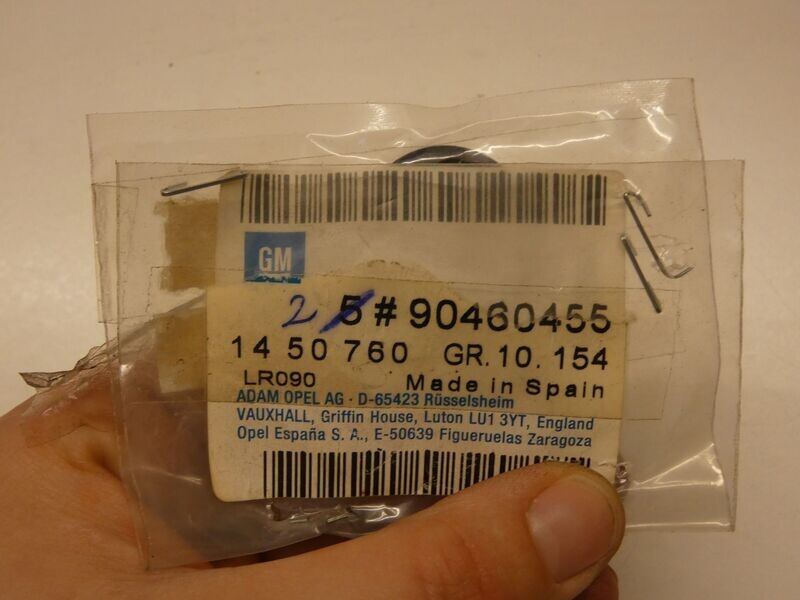 GM
2 5 # 90460455
14 50 760 GR. 10. 154
LR090 Made in Spain
ADAM OPEL AG · D-65423 Rüsselsheim
VAUXHALL, Griffin House, Luton LU1 3YT, England
Opel España S. A., E-50639 Figueruelas Zaragoza